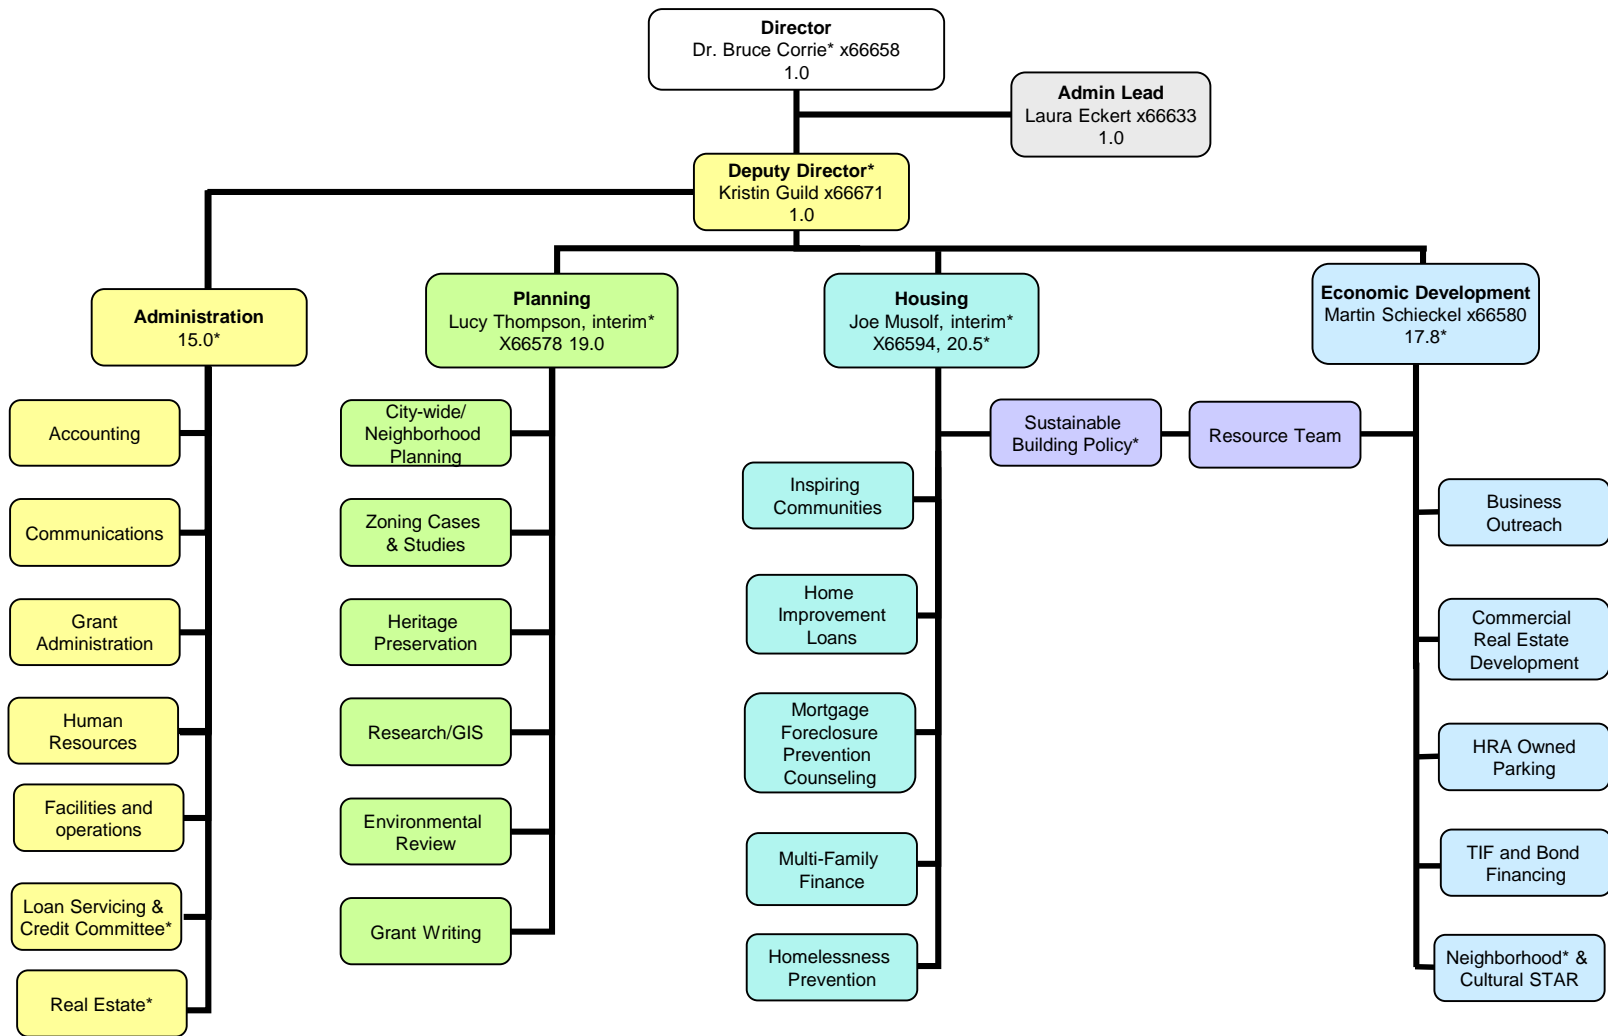 Director
Dr. Bruce Corrie* x66658
1.0
Admin Lead
Laura Eckert x66633
1.0
Deputy Director*
Kristin Guild x66671
1.0
Administration
15.0*
Planning
Lucy Thompson, interim*
X66578 19.0
Housing
Joe Musolf, interim*
X66594, 20.5*
Economic Development
Martin Schieckel x66580
17.8*
Accounting
Communications
Grant
Administration
Human
Resources
Facilities and
operations
Loan Servicing &
Credit Committee*
Real Estate*
City-wide/
Neighborhood
Planning
Zoning Cases
& Studies
Heritage
Preservation
Research/GIS
Environmental
Review
Grant Writing
Sustainable
Building Policy*
Resource Team
Inspiring
Communities
Home
Improvement
Loans
Mortgage
Foreclosure
Prevention
Counseling
Multi-Family
Finance
Homelessness
Prevention
Business
Outreach
Commercial
Real Estate
Development
HRA Owned
Parking
TIF and Bond
Financing
Neighborhood* &
Cultural STAR